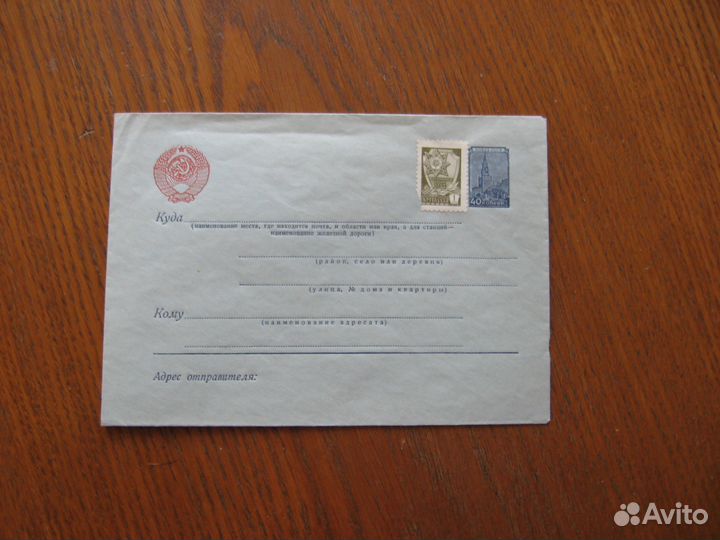 40 КОПЕЕК
Куда
(наименование места, где находится почта, и области или края, а для станций—
наименование железной дороги)
(район, село или деревня)
(улица, № дома и квартиры)
Кому
(наименование адресата)
Адрес отправителя:
Avito